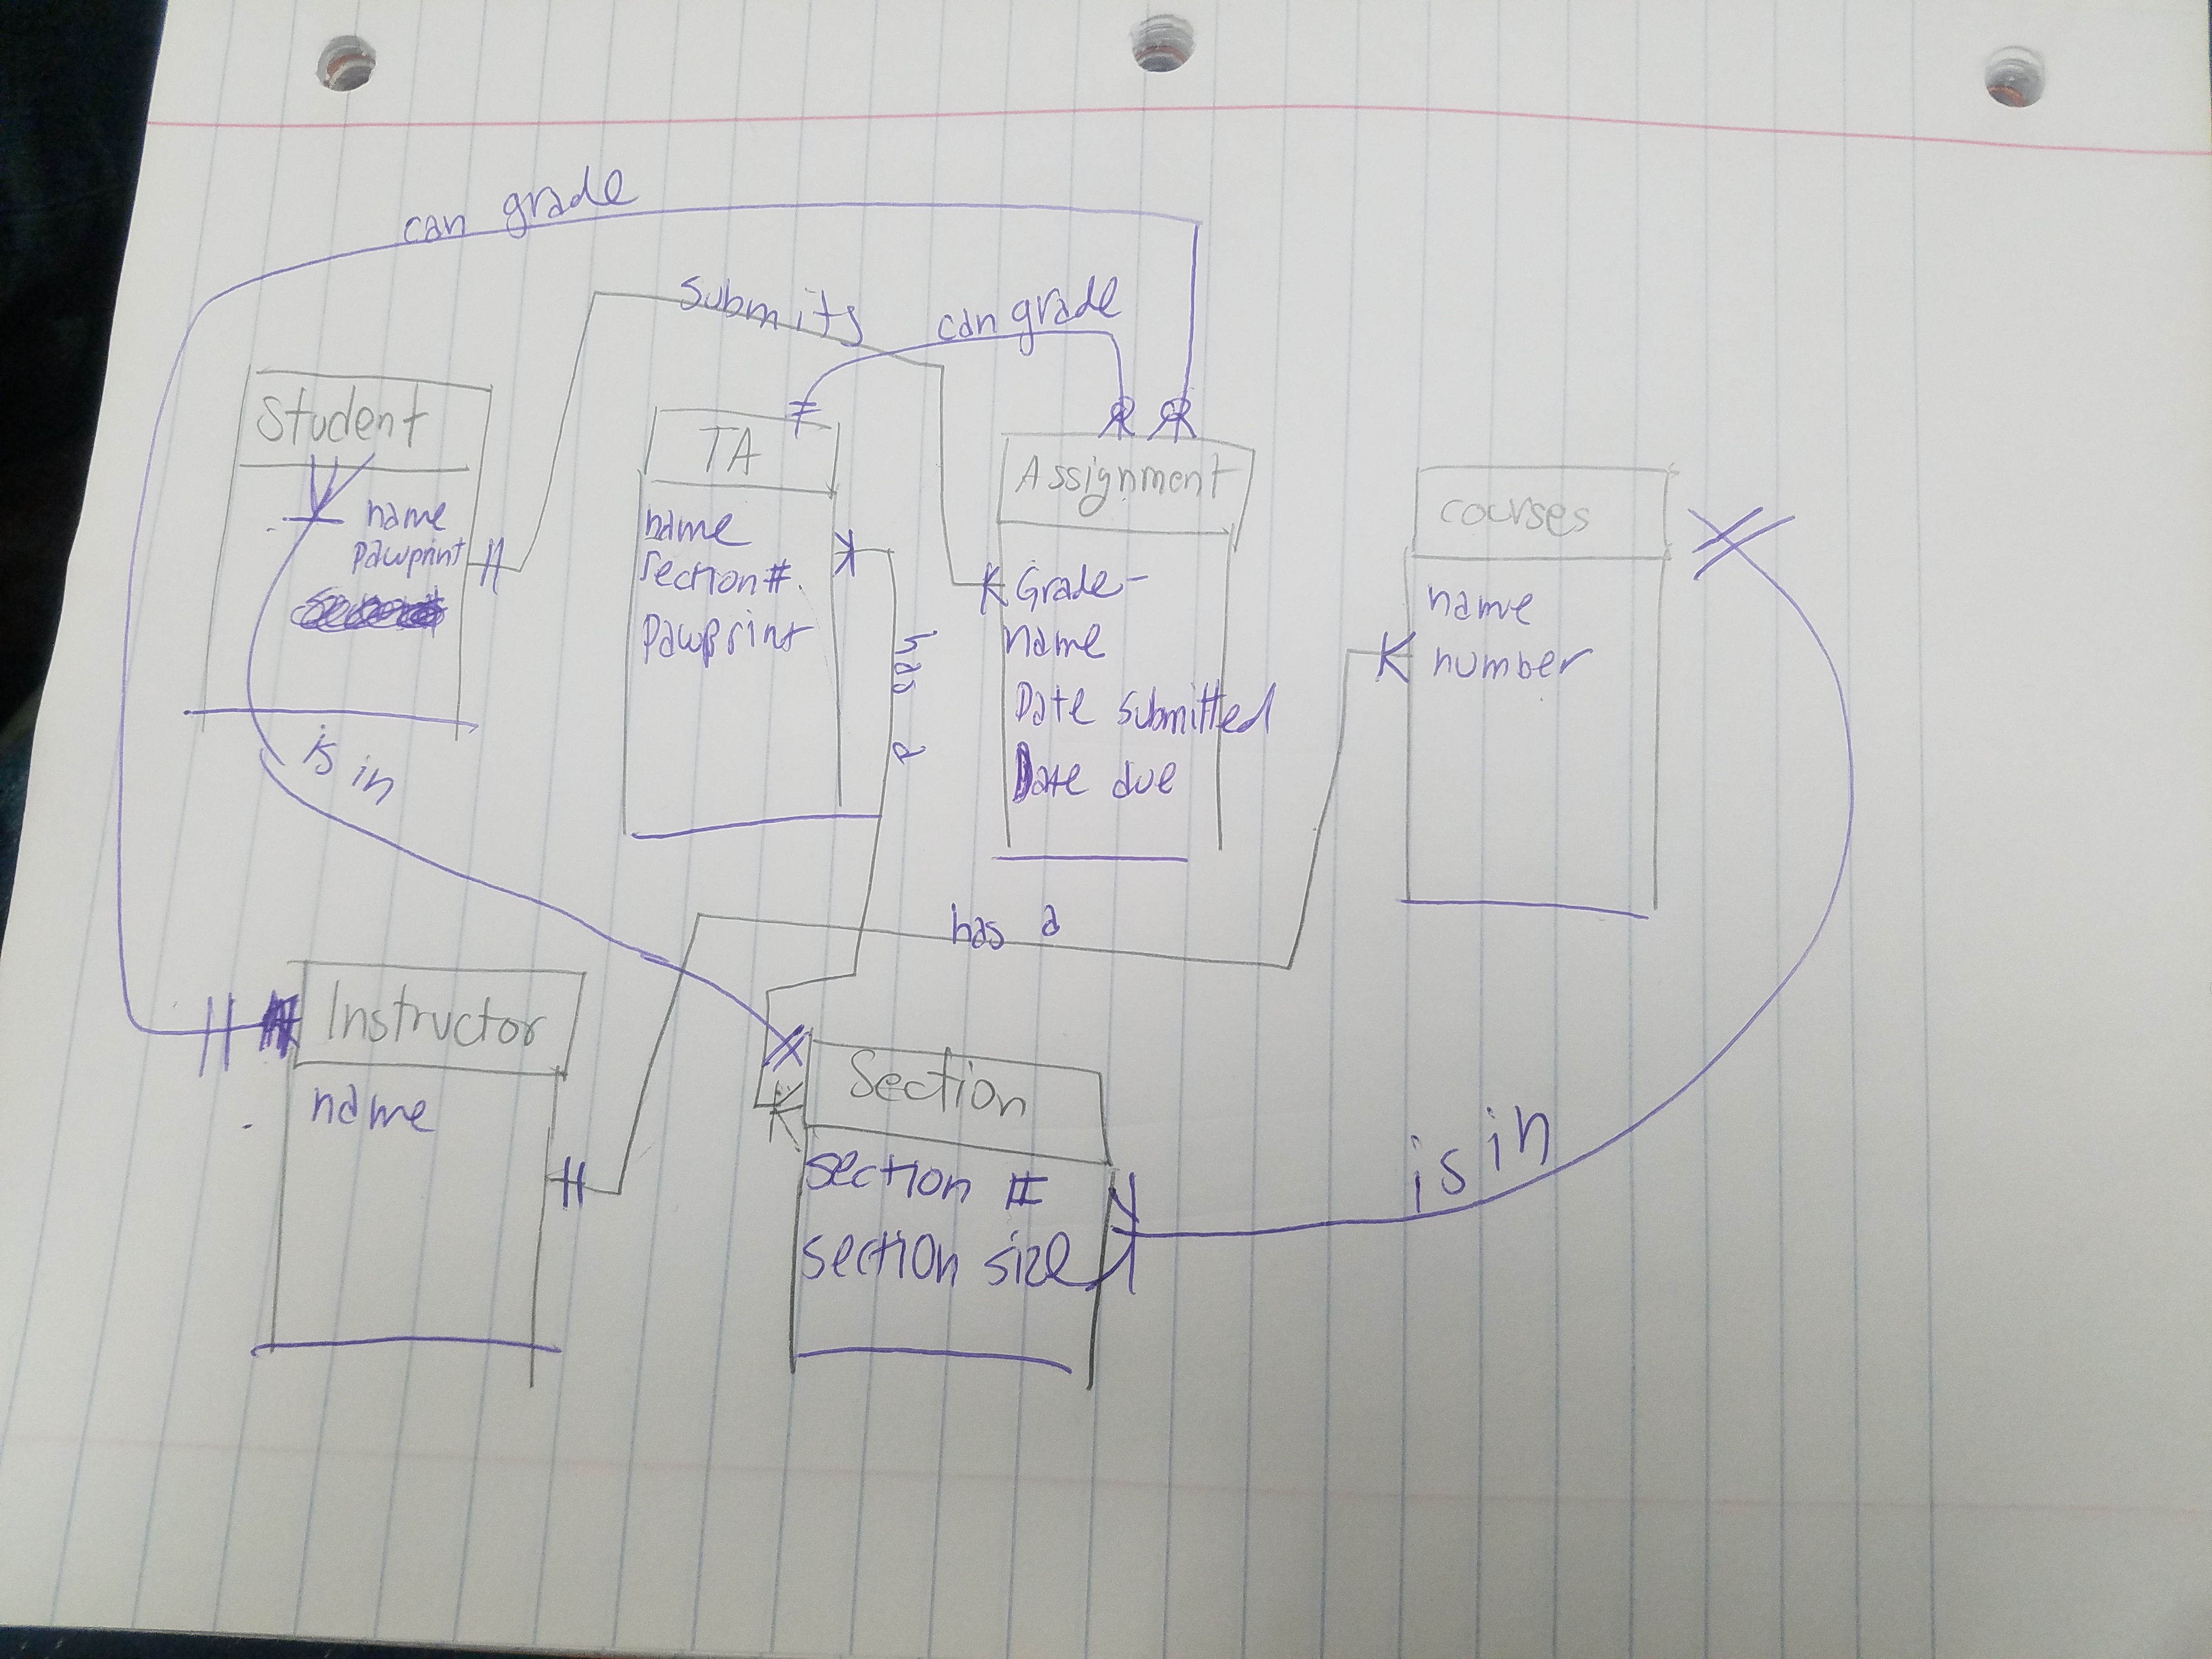 can grade
submits
can grade
Student
name
pawprint
TA
name
section #
pawprint
Assignment
Grade
name
Date submitted
Date due
courses
name
number
is in
has
a
has a
Instructor
name
Section
section #
section size
is in